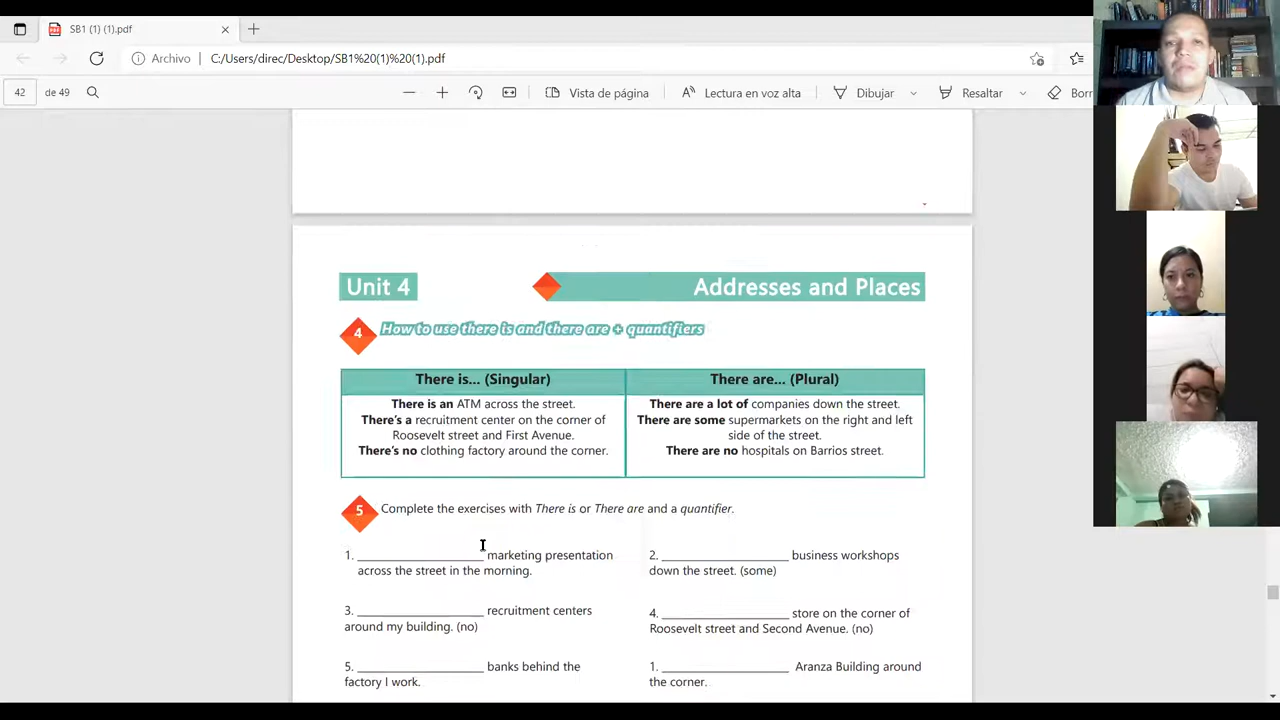 SB1 (1) (1).pdf
Archivo
C:/Users/direc/Desktop/SB1%20(1)%20(1).pdf
42
de 49
Vista de página
Lectura en voz alta
Dibujar
Resaltar
Borr
Unit 4
Addresses and Places
4
How to use there is and there are + quantifiers
There is... (Singular)
There is an ATM across the street.
There's a recruitment center on the corner of
Roosevelt street and First Avenue.
There's no clothing factory around the corner.
There are... (Plural)
There are a lot of companies down the street.
There are some supermarkets on the right and left
side of the street.
There are no hospitals on Barrios street.
5
Complete the exercises with There is or There are and a quantifier.
1. ____________________ marketing presentation
across the street in the morning.
2. ____________________ business workshops
down the street. (some)
3. ____________________ recruitment centers
around my building. (no)
4. ____________________ store on the corner of
Roosevelt street and Second Avenue. (no)
5. ____________________ banks behind the
factory I work.
1. ____________________ Aranza Building around
the corner.